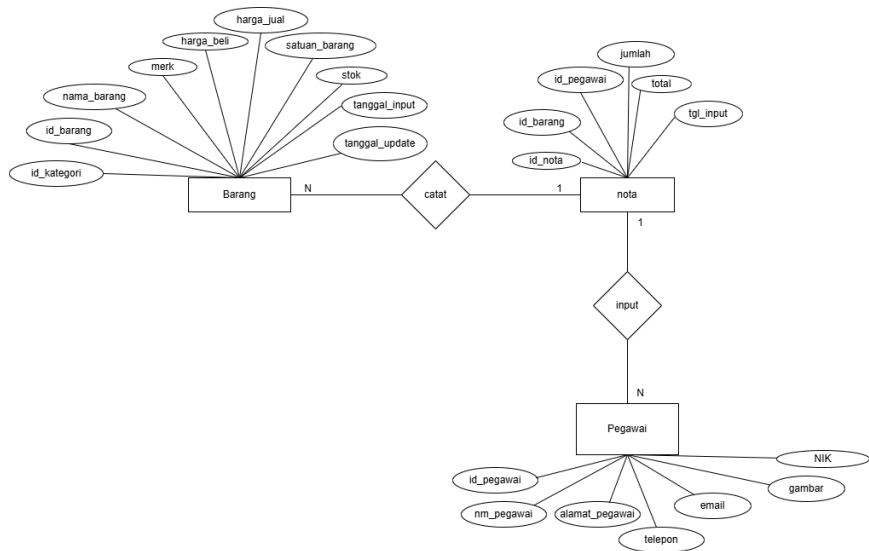 harga_jual
harga_beli
satuan_barang
merk
stok
nama_barang
tanggal_input
id_barang
tanggal_update
id_kategori
Barang
N
catat
1
jumlah
id_pegawai
total
id_barang
tgl_input
id_nota
nota
1
input
N
Pegawai
NIK
id_pegawai
gambar
nm_pegawai
alamat_pegawai
email
telepon